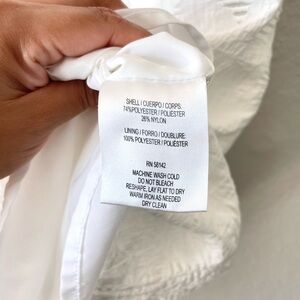 SHELL / CUERPO / CORPS:
74%POLYESTER / POLIÉSTER
26% NYLON
LINING / FORRO / DOUBLURE:
100% POLYESTER / POLIÉSTER
RN 58142
MACHINE WASH COLD
DO NOT BLEACH
RESHAPE, LAY FLAT TO DRY
WARM IRON AS NEEDED
DRY CLEAN